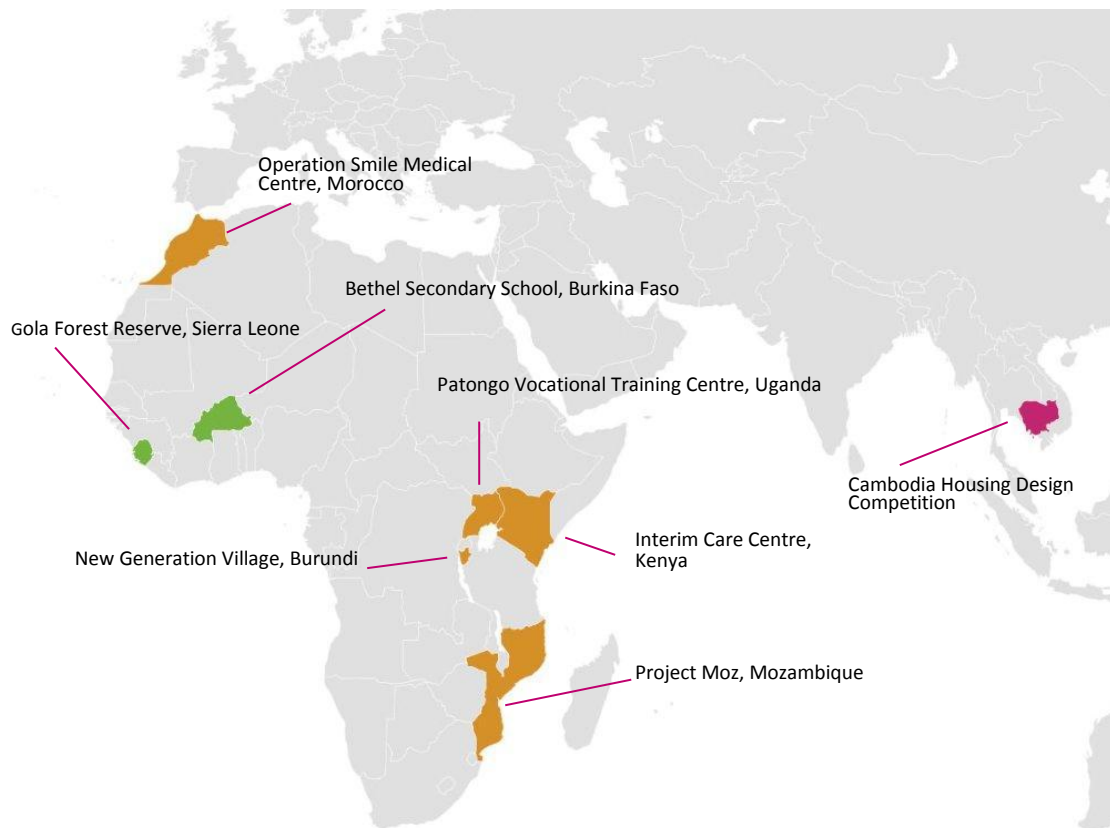 Operation Smile Medical
Centre, Morocco
Bethel Secondary School, Burkina Faso
Gola Forest Reserve, Sierra Leone
Patongo Vocational Training Centre, Uganda
Cambodia Housing Design
Competition
Interim Care Centre,
Kenya
New Generation Village, Burundi
Project Moz, Mozambique